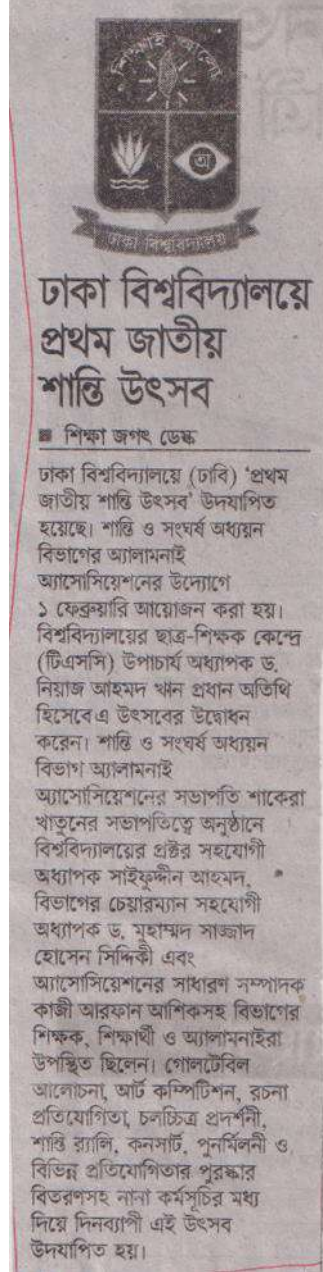 শিক্ষাই আলো
অ
ঢাকা বিশ্ববিদ্যালয়
ঢাকা বিশ্ববিদ্যালয়ে
প্রথম জাতীয়
শান্তি উৎসব
■ শিক্ষা জগৎ ডেস্ক
ঢাকা বিশ্ববিদ্যালয়ে (ঢাবি) ‘প্রথম
জাতীয় শান্তি উৎসব’ উদযাপিত
হয়েছে। শান্তি ও সংঘর্ষ অধ্যয়ন
বিভাগের অ্যালামনাই
অ্যাসোসিয়েশনের উদ্যোগে
১ ফেব্রুয়ারি আয়োজন করা হয়।
বিশ্ববিদ্যালয়ের ছাত্র-শিক্ষক কেন্দ্রে
(টিএসসি) উপাচার্য অধ্যাপক ড.
নিয়াজ আহমদ খান প্রধান অতিথি
হিসেবে এ উৎসবের উদ্বোধন
করেন। শান্তি ও সংঘর্ষ অধ্যয়ন
বিভাগ অ্যালামনাই
অ্যাসোসিয়েশনের সভাপতি শাকেরা
খাতুনের সভাপতিত্বে অনুষ্ঠানে
বিশ্ববিদ্যালয়ের প্রক্টর সহযোগী
অধ্যাপক সাইফুদ্দীন আহমদ,
বিভাগের চেয়ারম্যান সহযোগী
অধ্যাপক ড. মুহাম্মদ সাজ্জাদ
হোসেন সিদ্দিকী এবং
অ্যাসোসিয়েশনের সাধারণ সম্পাদক
কাজী আরফান আশিকসহ বিভাগের
শিক্ষক, শিক্ষার্থী ও অ্যালামনাইরা
উপস্থিত ছিলেন। গোলটেবিল
আলোচনা, আর্ট কম্পিটিশন, রচনা
প্রতিযোগিতা, চলচ্চিত্র প্রদর্শনী,
শান্তি র‍্যালি, কনসার্ট, পুনর্মিলনী ও
বিভিন্ন প্রতিযোগিতার পুরস্কার
বিতরণসহ নানা কর্মসূচির মধ্য
দিয়ে দিনব্যাপী এই উৎসব
উদযাপিত হয়।